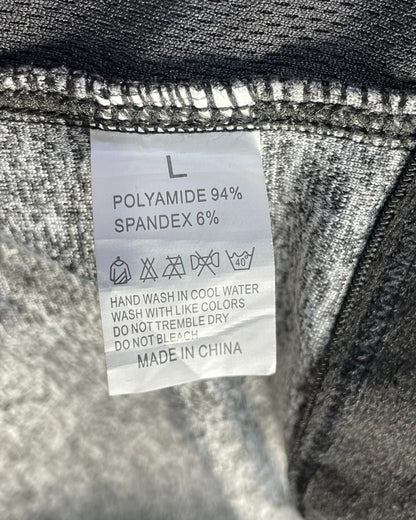 L
POLYAMIDE 94%
SPANDEX 6%
40°
HAND WASH IN COOL WATER
WASH WITH LIKE COLORS
DO NOT TREMBLE DRY
DO NOT BLEACH
MADE IN CHINA